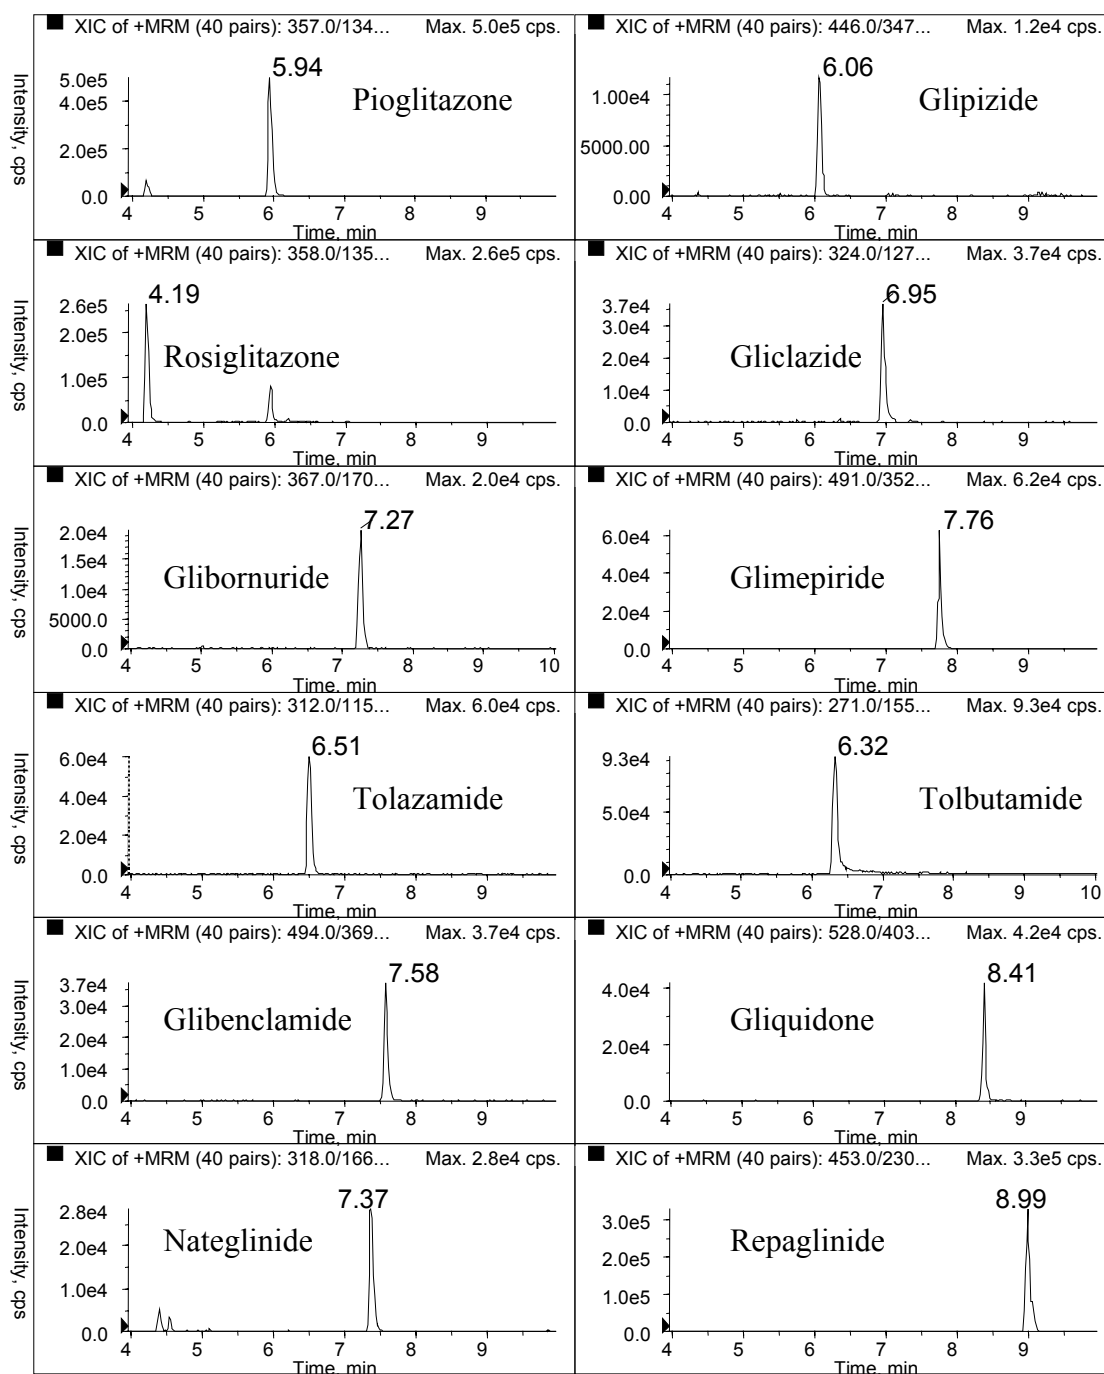 XIC of +MRM (40 pairs): 357.0/134... Max. 5.0e5 cps.
5.94
Pioglitazone
Intensity, cps
5.0e5
4.0e5
2.0e5
0.0
4 5 6 7 8 9
Time, min
XIC of +MRM (40 pairs): 446.0/347... Max. 1.2e4 cps.
6.06
Glipizide
1.00e4
5000.00
0.00
4 5 6 7 8 9
Time, min
XIC of +MRM (40 pairs): 358.0/135... Max. 2.6e5 cps.
4.19
Rosiglitazone
Intensity, cps
2.6e5
2.0e5
1.0e5
0.0
4 5 6 7 8 9
Time, min
XIC of +MRM (40 pairs): 324.0/127... Max. 3.7e4 cps.
6.95
Gliclazide
3.7e4
3.0e4
2.0e4
1.0e4
0.0
4 5 6 7 8 9
Time, min
XIC of +MRM (40 pairs): 367.0/170... Max. 2.0e4 cps.
7.27
Glibornuride
Intensity, cps
2.0e4
1.5e4
1.0e4
5000.0
0.0
4 5 6 7 8 9 10
Time, min
XIC of +MRM (40 pairs): 491.0/352... Max. 6.2e4 cps.
7.76
Glimepiride
6.0e4
4.0e4
2.0e4
0.0
4 5 6 7 8 9
Time, min
XIC of +MRM (40 pairs): 312.0/115... Max. 6.0e4 cps.
6.51
Tolazamide
Intensity, cps
6.0e4
4.0e4
2.0e4
0.0
4 5 6 7 8 9
Time, min
XIC of +MRM (40 pairs): 271.0/155... Max. 9.3e4 cps.
6.32
Tolbutamide
9.3e4
5.0e4
0.0
4 5 6 7 8 9 10
Time, min
XIC of +MRM (40 pairs): 494.0/369... Max. 3.7e4 cps.
7.58
Glibenclamide
Intensity, cps
3.7e4
3.0e4
2.0e4
1.0e4
0.0
4 5 6 7 8 9
Time, min
XIC of +MRM (40 pairs): 528.0/403... Max. 4.2e4 cps.
8.41
Gliquidone
4.0e4
2.0e4
0.0
4 5 6 7 8 9
Time, min
XIC of +MRM (40 pairs): 318.0/166... Max. 2.8e4 cps.
7.37
Nateglinide
Intensity, cps
2.8e4
2.0e4
1.0e4
0.0
4 5 6 7 8 9
Time, min
XIC of +MRM (40 pairs): 453.0/230... Max. 3.3e5 cps.
8.99
Repaglinide
3.0e5
2.0e5
1.0e5
0.0
4 5 6 7 8 9
Time, min